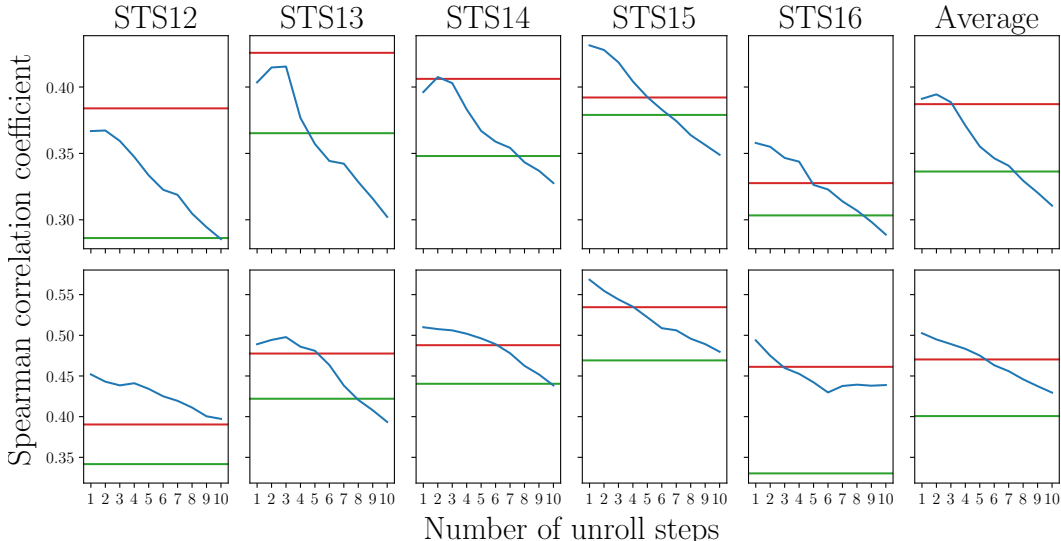 STS12 STS13 STS14 STS15 STS16 Average
Spearman correlation coefficient
0.40
0.35
0.30
0.55
0.50
0.45
0.40
0.35
1 2 3 4 5 6 7 8 9 10 1 2 3 4 5 6 7 8 9 10 1 2 3 4 5 6 7 8 9 10 1 2 3 4 5 6 7 8 9 10 1 2 3 4 5 6 7 8 9 10 1 2 3 4 5 6 7 8 9 10
Number of unroll steps